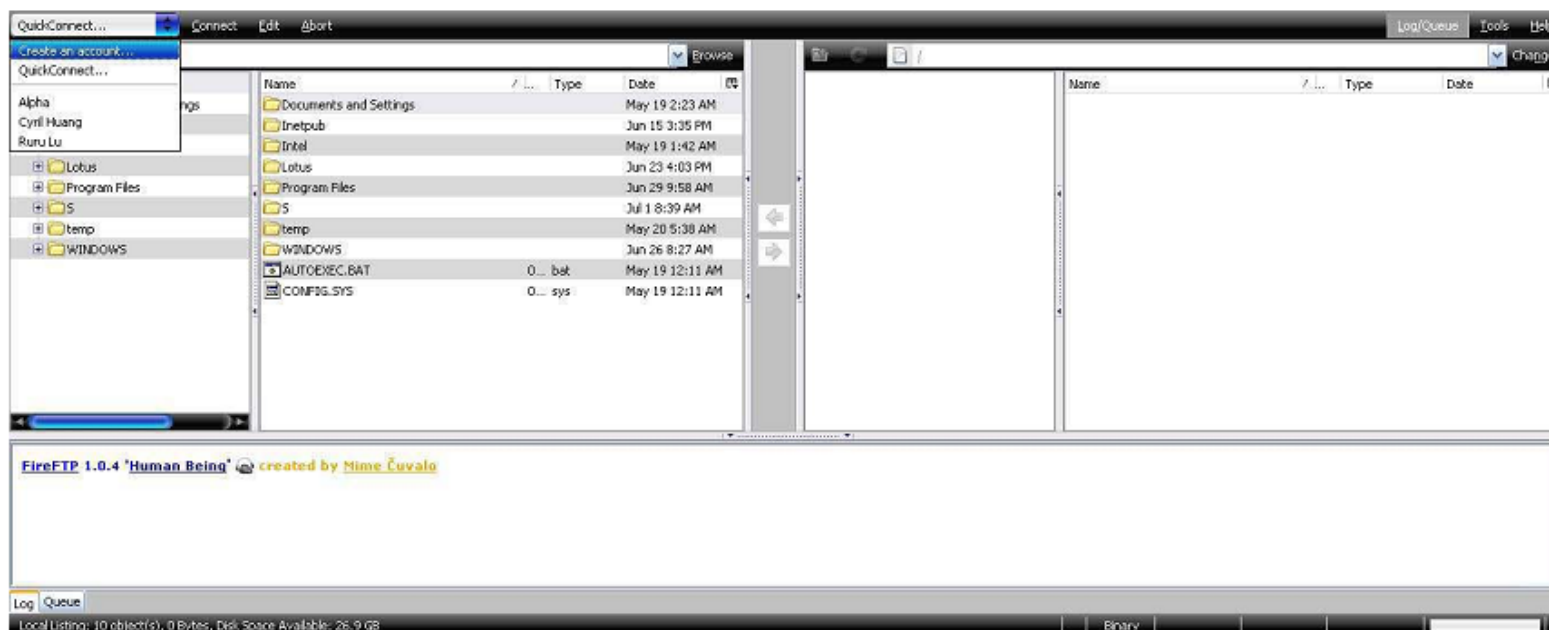 QuickConnect... Connect Edit Abort Log/Queue Tools
Create an account... Browse / Chang
QuickConnect...
Name / ... Type Date Name / ... Type Date
Alpha ngs Documents and Settings May 19 2:23 AM
Cyril Huang Inetpub Jun 15 3:35 PM
Ruru Lu Intel May 19 1:42 AM
Lotus Lotus Jun 23 4:03 PM
Program Files Program Files Jun 29 9:58 AM
S S Jul 1 8:39 AM
temp temp May 20 5:38 AM
WINDOWS WINDOWS Jun 26 8:27 AM
AUTOEXEC.BAT 0... bat May 19 12:11 AM
CONFIG.SYS 0... sys May 19 12:11 AM
FireFTP 1.0.4 "Human Being" created by Mime Čuvalo
Log Queue
Local Listing: 10 object(s), 0 Bytes, Disk Space Available: 26.9 GB Binary